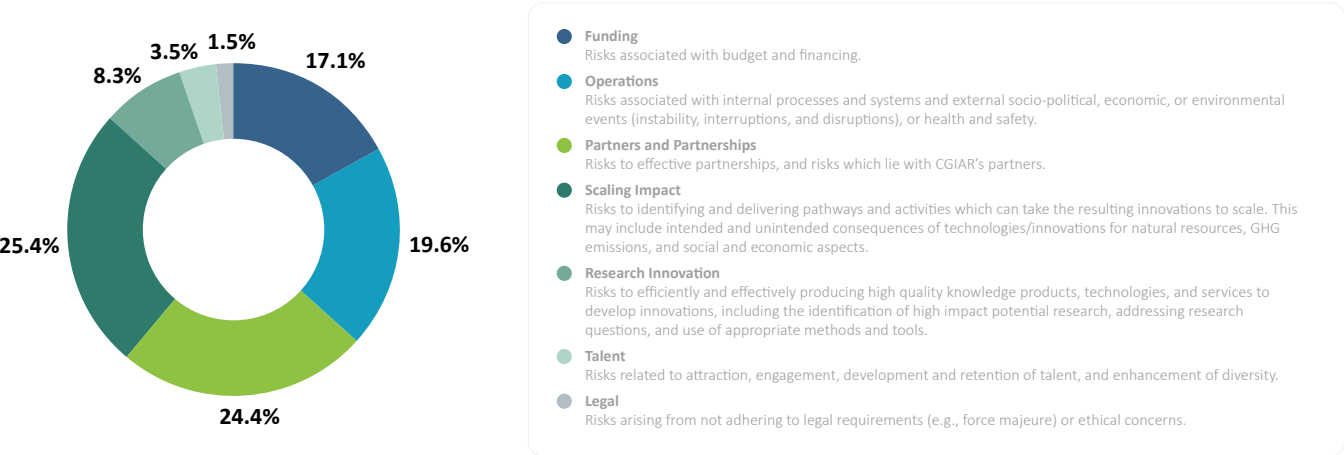 1.5%
3.5%
17.1%
8.3%
25.4%
19.6%
24.4%
Funding
Risks associated with budget and financing.
Operations
Risks associated with internal processes and systems and external socio-political, economic, or environmental
events (instability, interruptions, and disruptions), or health and safety.
Partners and Partnerships
Risks to effective partnerships, and risks which lie with CGIAR’s partners.
Scaling Impact
Risks to identifying and delivering pathways and activities which can take the resulting innovations to scale. This
may include intended and unintended consequences of technologies/innovations for natural resources, GHG
emissions, and social and economic aspects.
Research Innovation
Risks to efficiently and effectively producing high quality knowledge products, technologies, and services to
develop innovations, including the identification of high impact potential research, addressing research
questions, and use of appropriate methods and tools.
Talent
Risks related to attraction, engagement, development and retention of talent, and enhancement of diversity.
Legal
Risks arising from not adhering to legal requirements (e.g., force majeure) or ethical concerns.